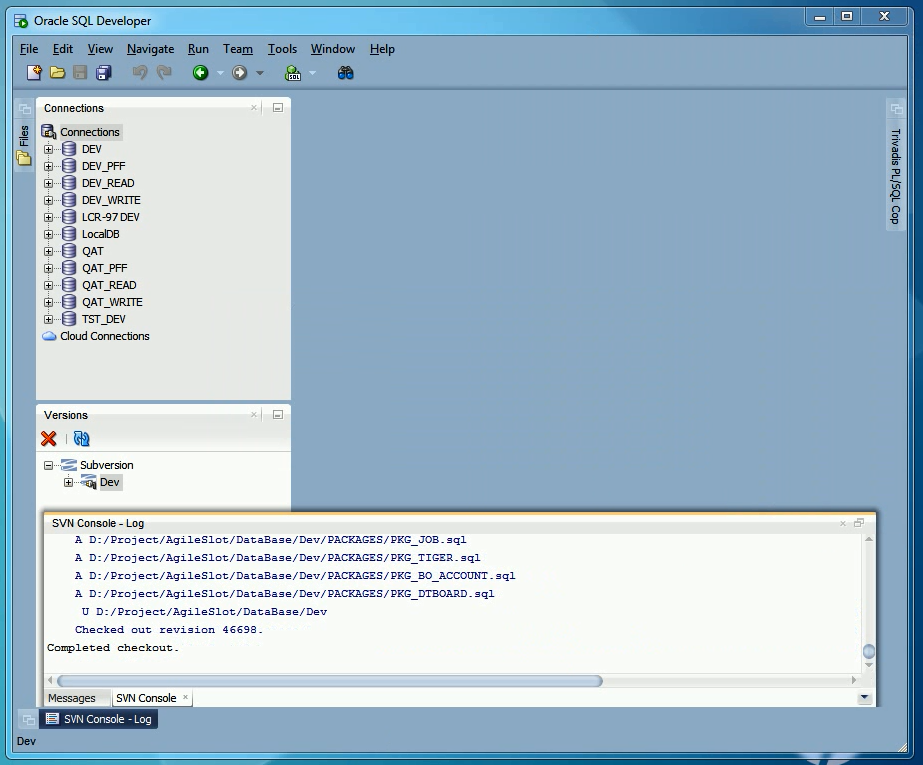 Oracle SQL Developer
File Edit View Navigate Run Team Tools Window Help
SQL
Files
Connections
Connections
DEV
DEV_PFF
DEV_READ
DEV_WRITE
LCR-97 DEV
LocalDB
QAT
QAT_PFF
QAT_READ
QAT_WRITE
TST_DEV
Cloud Connections
Trivadis PL/SQL Cop
Versions
Subversion
Dev
SVN Console - Log
A D:/Project/AgileSlot/DataBase/Dev/PACKAGES/PKG_JOB.sql
A D:/Project/AgileSlot/DataBase/Dev/PACKAGES/PKG_TIGER.sql
A D:/Project/AgileSlot/DataBase/Dev/PACKAGES/PKG_BO_ACCOUNT.sql
A D:/Project/AgileSlot/DataBase/Dev/PACKAGES/PKG_DTBOARD.sql
U D:/Project/AgileSlot/DataBase/Dev
Checked out revision 46698.
Completed checkout.
Messages SVN Console
SVN Console - Log
Dev